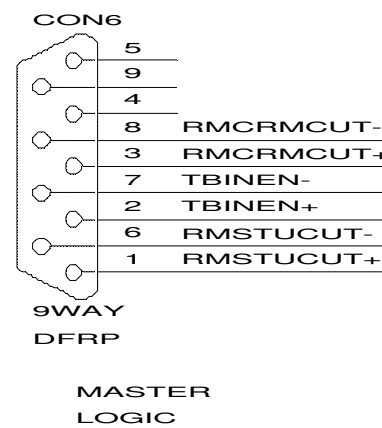 CON6
5
9
4
8 RMCRMCUT-
3 RMCRMCUT+
7 TBINEN-
2 TBINEN+
6 RMSTUCUT-
1 RMSTUCUT+
9WAY
DFRP
MASTER
LOGIC